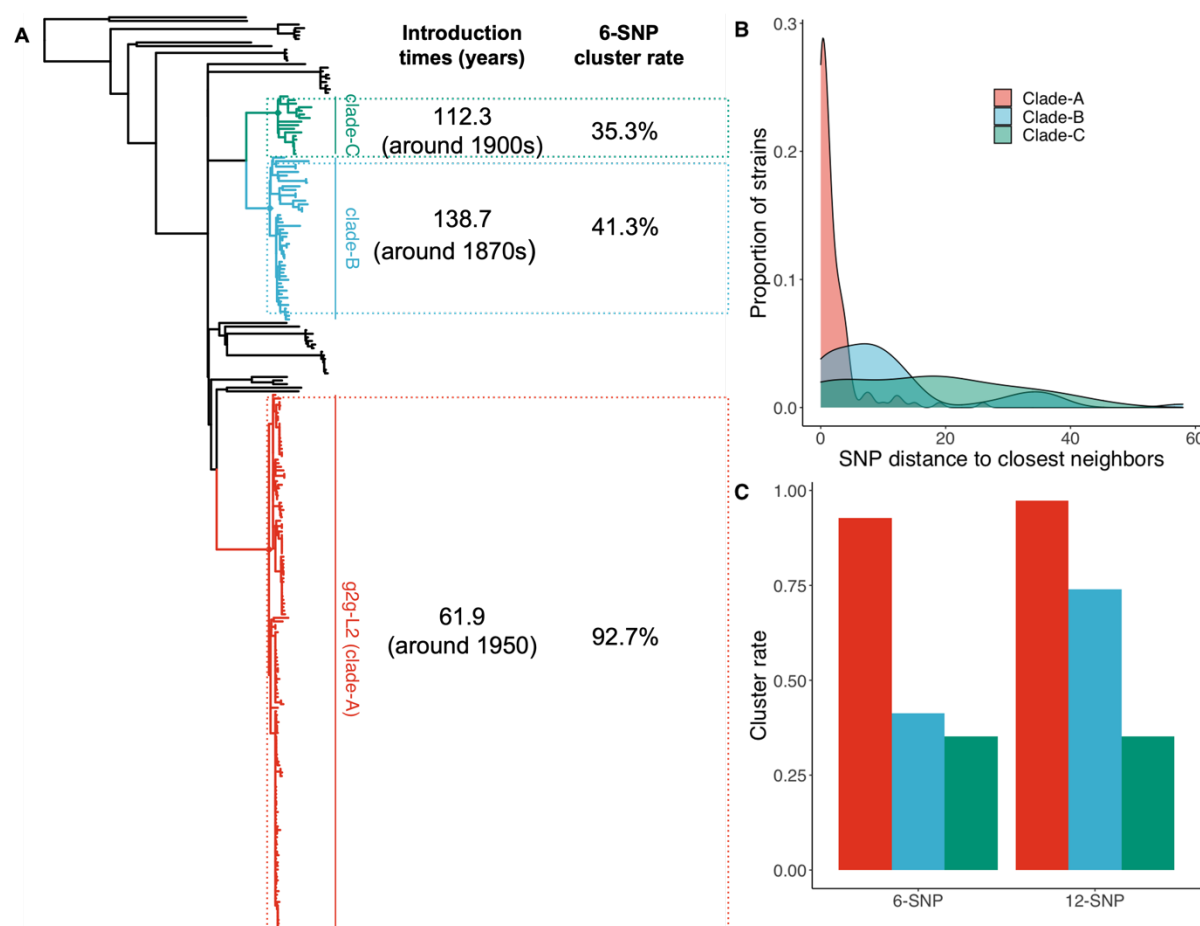 A
Introduction
times (years)
6-SNP
cluster rate
clade-C
112.3
(around 1900s)
35.3%
clade-B
138.7
(around 1870s)
41.3%
g2g-L2 (clade-A)
61.9
(around 1950)
92.7%
B
Proportion of strains
0.3
0.2
0.1
0.0
Clade-A
Clade-B
Clade-C
0
20
40
60
SNP distance to closest neighbors
C
Cluster rate
1.00
0.75
0.50
0.25
0.00
6-SNP
12-SNP